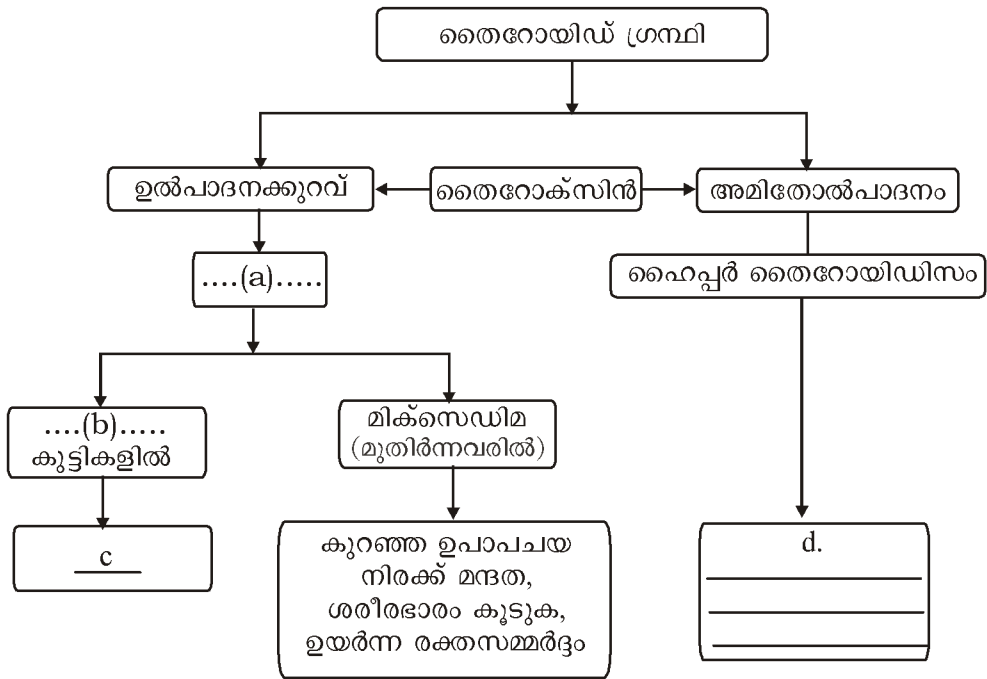 തൈറോയിഡ് ഗ്രന്ഥി
ഉൽപാദനക്കുറവ്
തൈറോക്സിൻ
അമിതോൽപാദനം
....(a).....
ഹൈപ്പർ തൈറോയിഡിസം
....(b).....
കുട്ടികളിൽ
മിക്സെഡിമ
(മുതിർന്നവരിൽ)
c
കുറഞ്ഞ ഉപാപചയ
നിരക്ക് മന്ദത,
ശരീരഭാരം കൂടുക,
ഉയർന്ന രക്തസമ്മർദ്ദം
d.